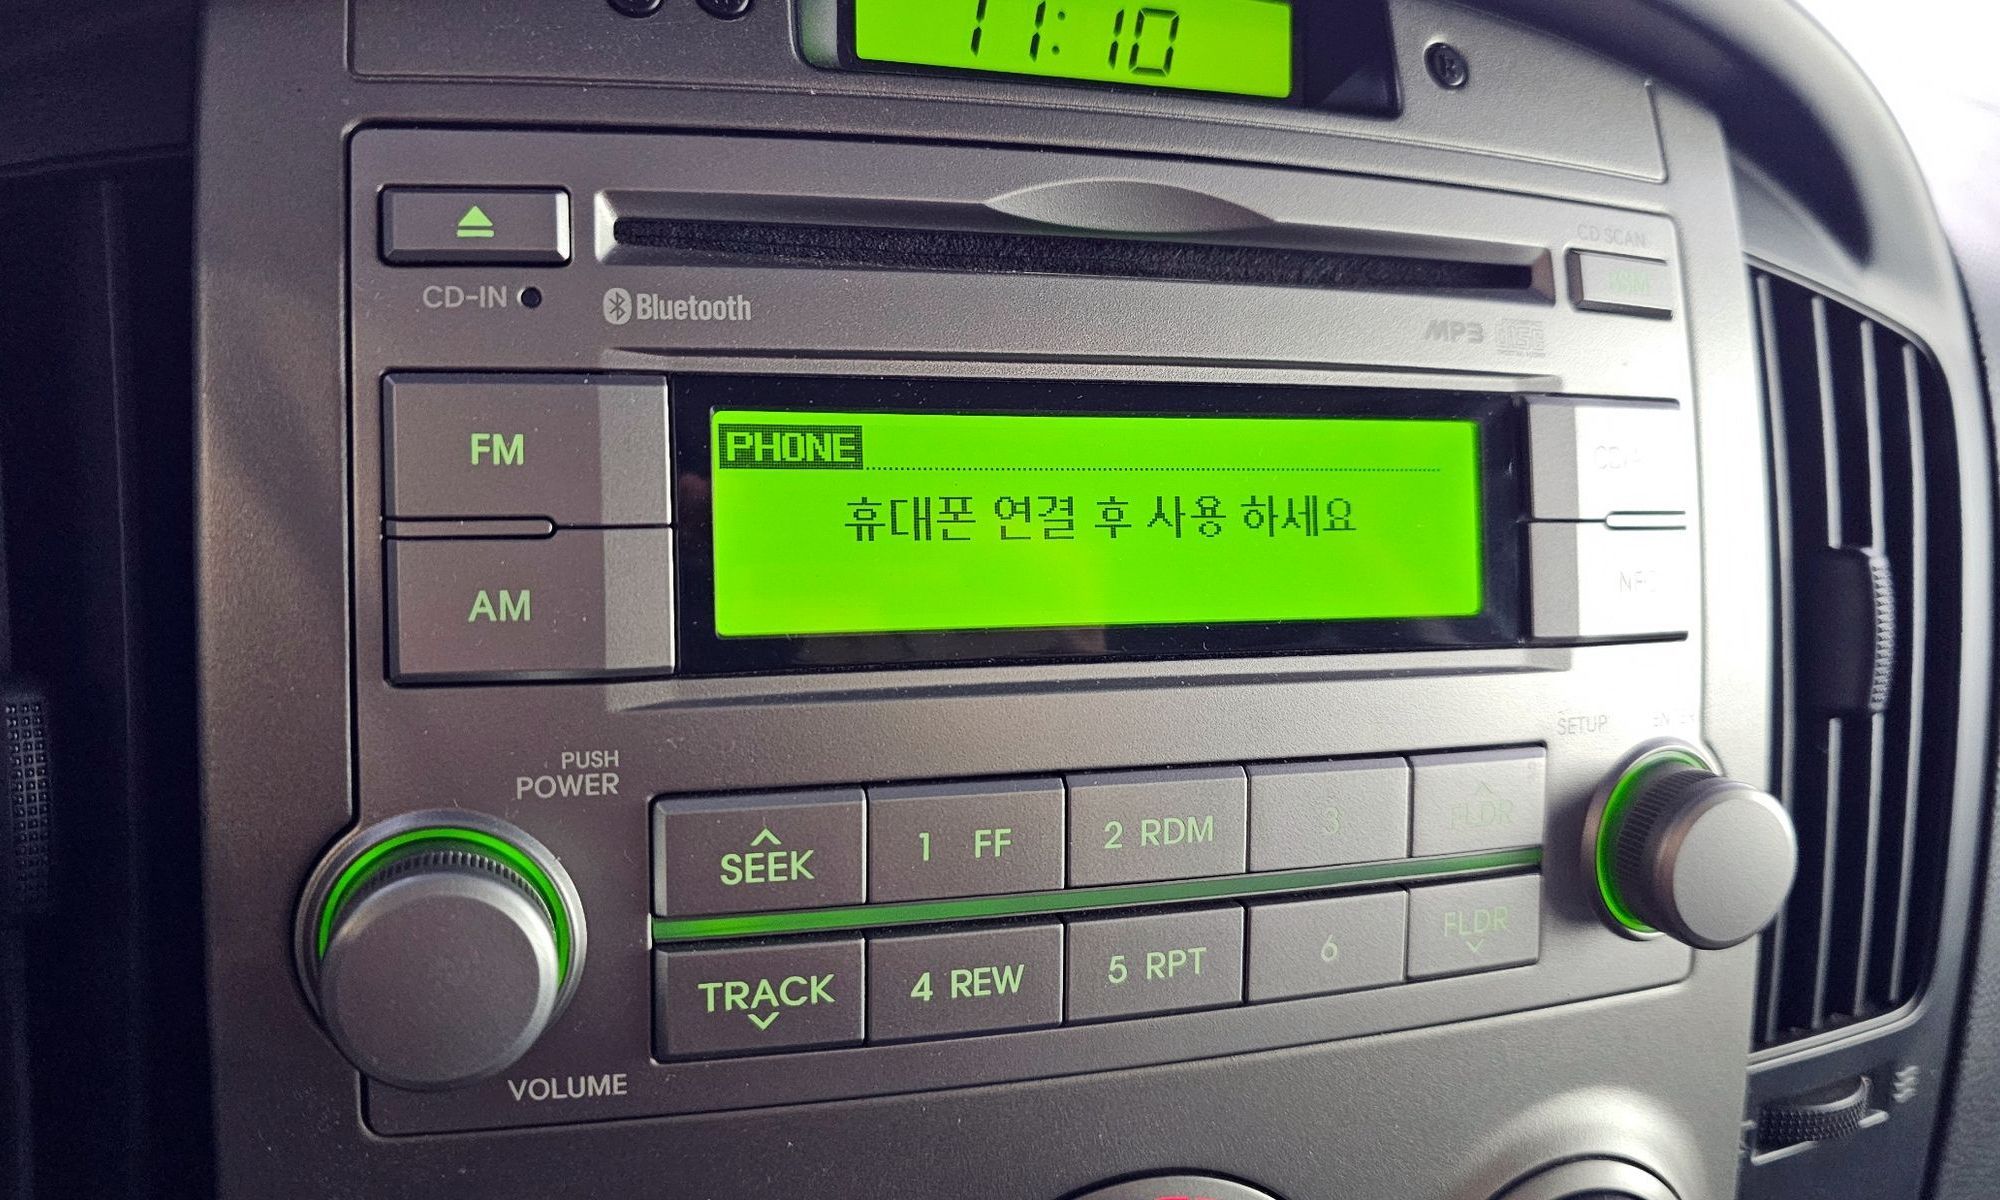 11:10
CD SCAN
CD-IN
Bluetooth
MP3
FM
PHONE
휴대폰 연결 후 사용 하세요
AM
SETUP
PUSH
POWER
SEEK
1 FF
2 RDM
3
FLDR
TRACK
4 REW
5 RPT
6
FLDR
VOLUME